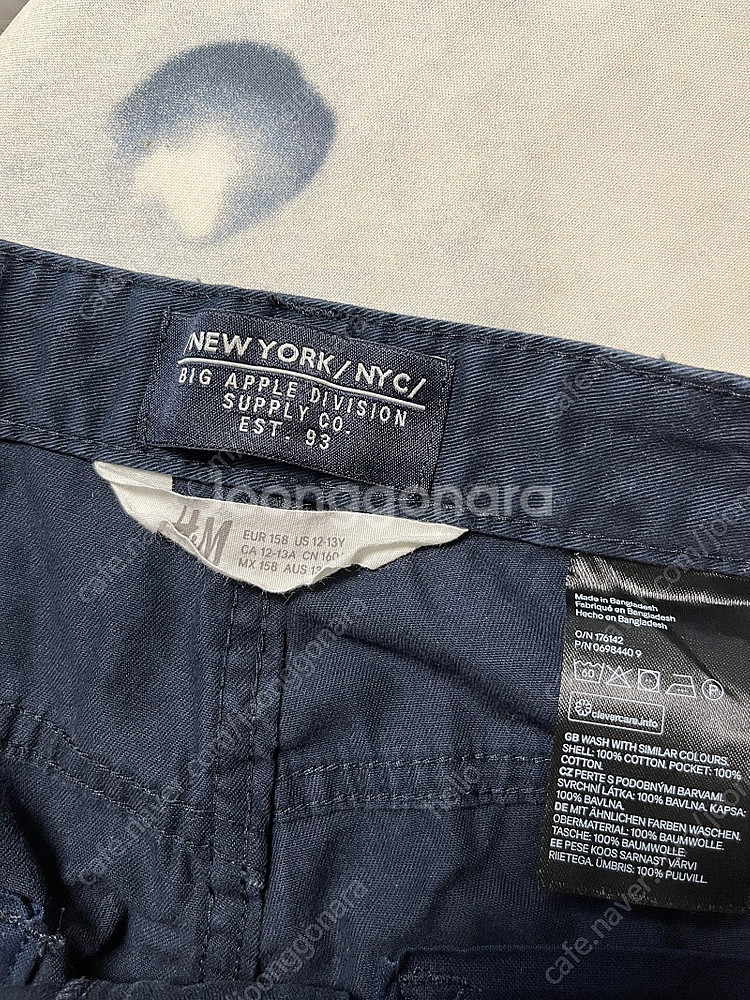 NEW YORK/ NYC/
BIG APPLE DIVISION
SUPPLY CO.
EST. 93
joonggonara
H&M
EUR 158 US 12-13Y
CA 12-13A CN 160
MX 158 AUS
Made in Bangladesh
Fabriqué en Bangladesh
Hecho en Bangladesh
O/N 176142
P/N 0698440 9
60
P
clevercare.info
GB WASH WITH SIMILAR COLOURS.
SHELL: 100% COTTON. POCKET: 100%
COTTON.
CZ PERTE S PODOBNÝMI BARVAMI.
SVRCHNÍ LÁTKA: 100% BAVLNA. KAPSA:
100% BAVLNA.
DE MIT ÄHNLICHEN FARBEN WASCHEN.
OBERMATERIAL: 100% BAUMWOLLE.
TASCHE: 100% BAUMWOLLE.
EE PESE KOOS SARNAST VÄRVI
RIIETEGA. ÜMBRIS: 100% PUUVILL.